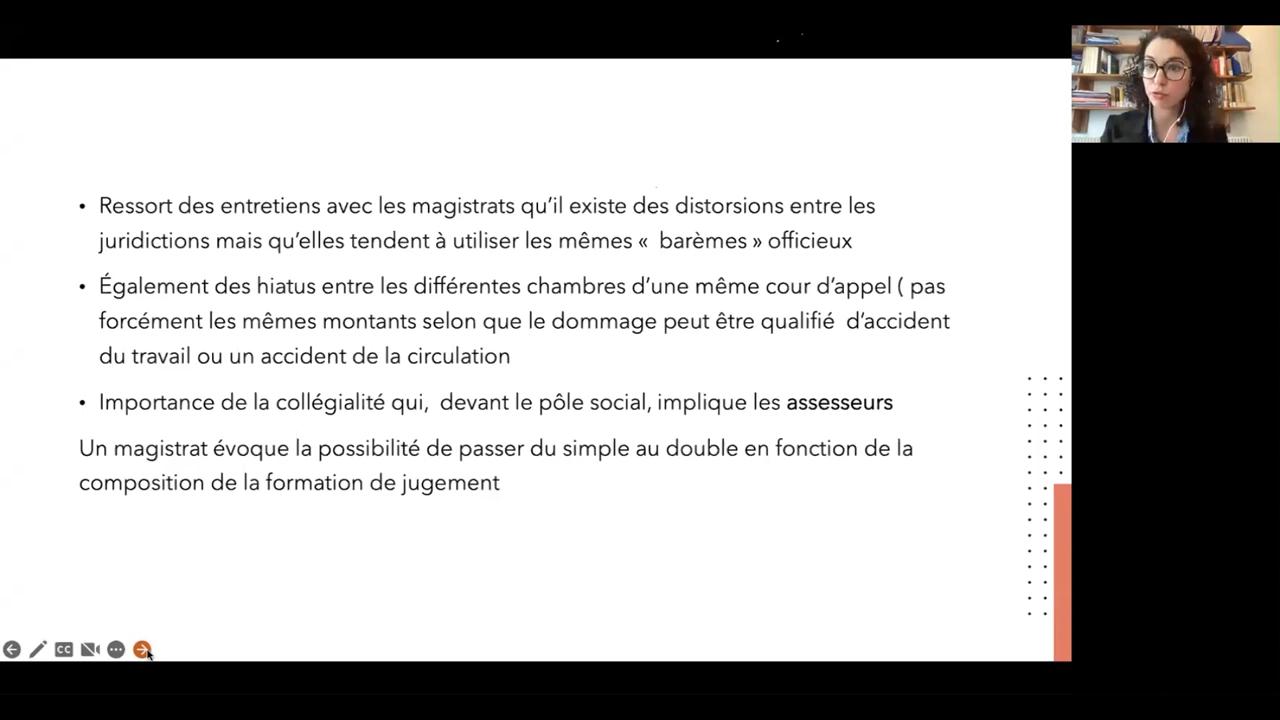 • Ressort des entretiens avec les magistrats qu’il existe des distorsions entre les
juridictions mais qu’elles tendent à utiliser les mêmes «  barèmes » officieux
• Également des hiatus entre les différentes chambres d’une même cour d’appel ( pas
forcément les mêmes montants selon que le dommage peut être qualifié  d’accident
du travail ou un accident de la circulation
• Importance de la collégialité qui,  devant le pôle social, implique les assesseurs
Un magistrat évoque la possibilité de passer du simple au double en fonction de la
composition de la formation de jugement
CC